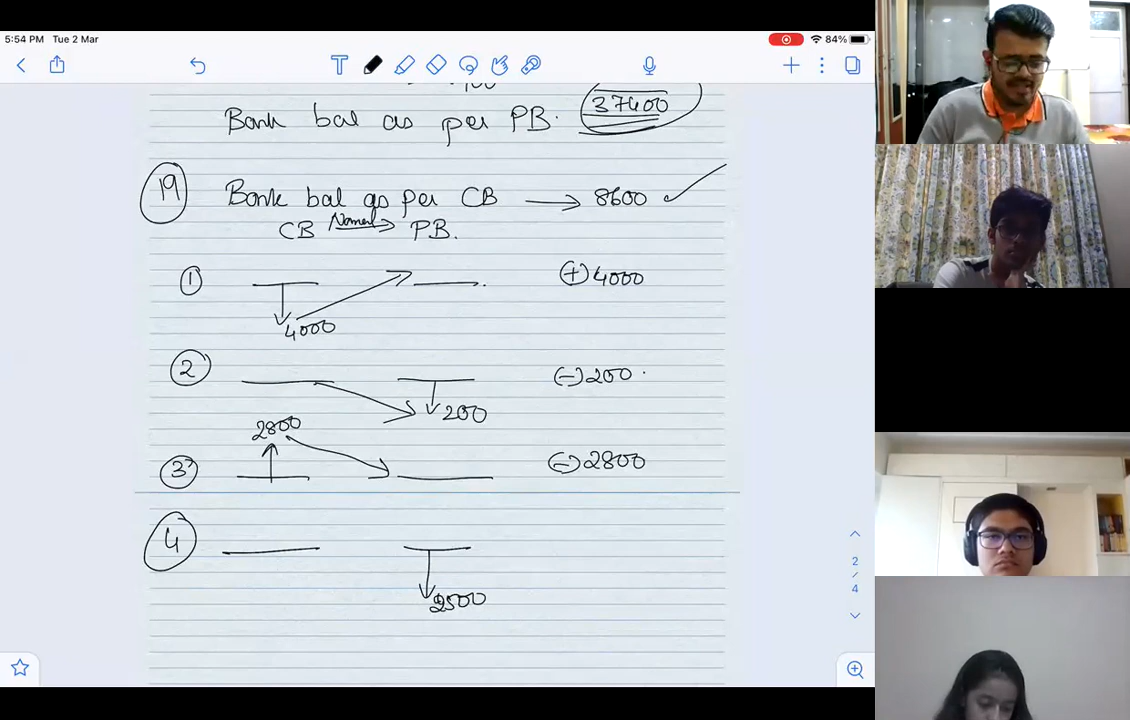 5:54 PM Tue 2 Mar
84%
Bank bal as per PB. 37400
19 Bank bal as per CB → 8600 ✓
CB Normal → PB.
1 (+) 4000
4000
2 (-) 200
200
2800
3 (-) 2800
4
2500
2
/
4